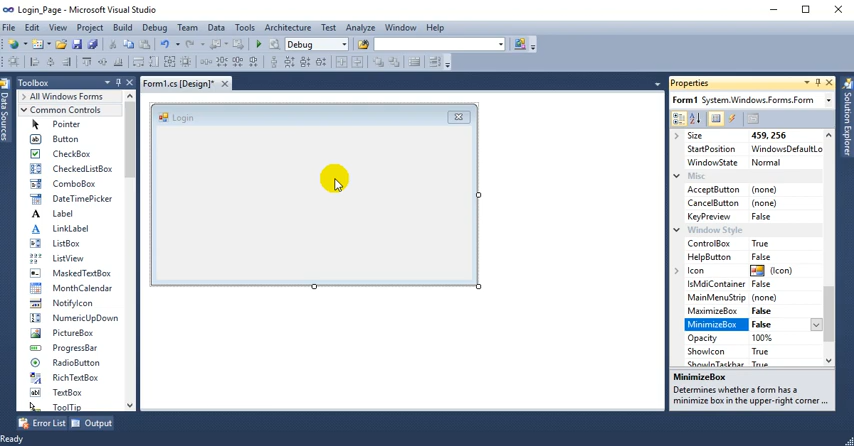 Login_Page - Microsoft Visual Studio
File Edit View Project Build Debug Team Data Tools Architecture Test Analyze Window Help
Debug
Data Sources
Toolbox
All Windows Forms
Common Controls
Pointer
Button
CheckBox
CheckedListBox
ComboBox
DateTimePicker
Label
LinkLabel
ListBox
ListView
MaskedTextBox
MonthCalendar
NotifyIcon
NumericUpDown
PictureBox
ProgressBar
RadioButton
RichTextBox
TextBox
ToolTip
Form1.cs [Design]*
Login
Properties
Form1 System.Windows.Forms.Form
Size 459, 256
StartPosition WindowsDefaultLo
WindowState Normal
Misc
AcceptButton (none)
CancelButton (none)
KeyPreview False
Window Style
ControlBox True
HelpButton False
Icon (Icon)
IsMdiContainer False
MainMenuStrip (none)
MaximizeBox False
MinimizeBox False
Opacity 100%
ShowIcon True
ShowInTaskbar True
MinimizeBox
Determines whether a form has a
minimize box in the upper-right corner ...
Solution Explorer
Error List Output
Ready